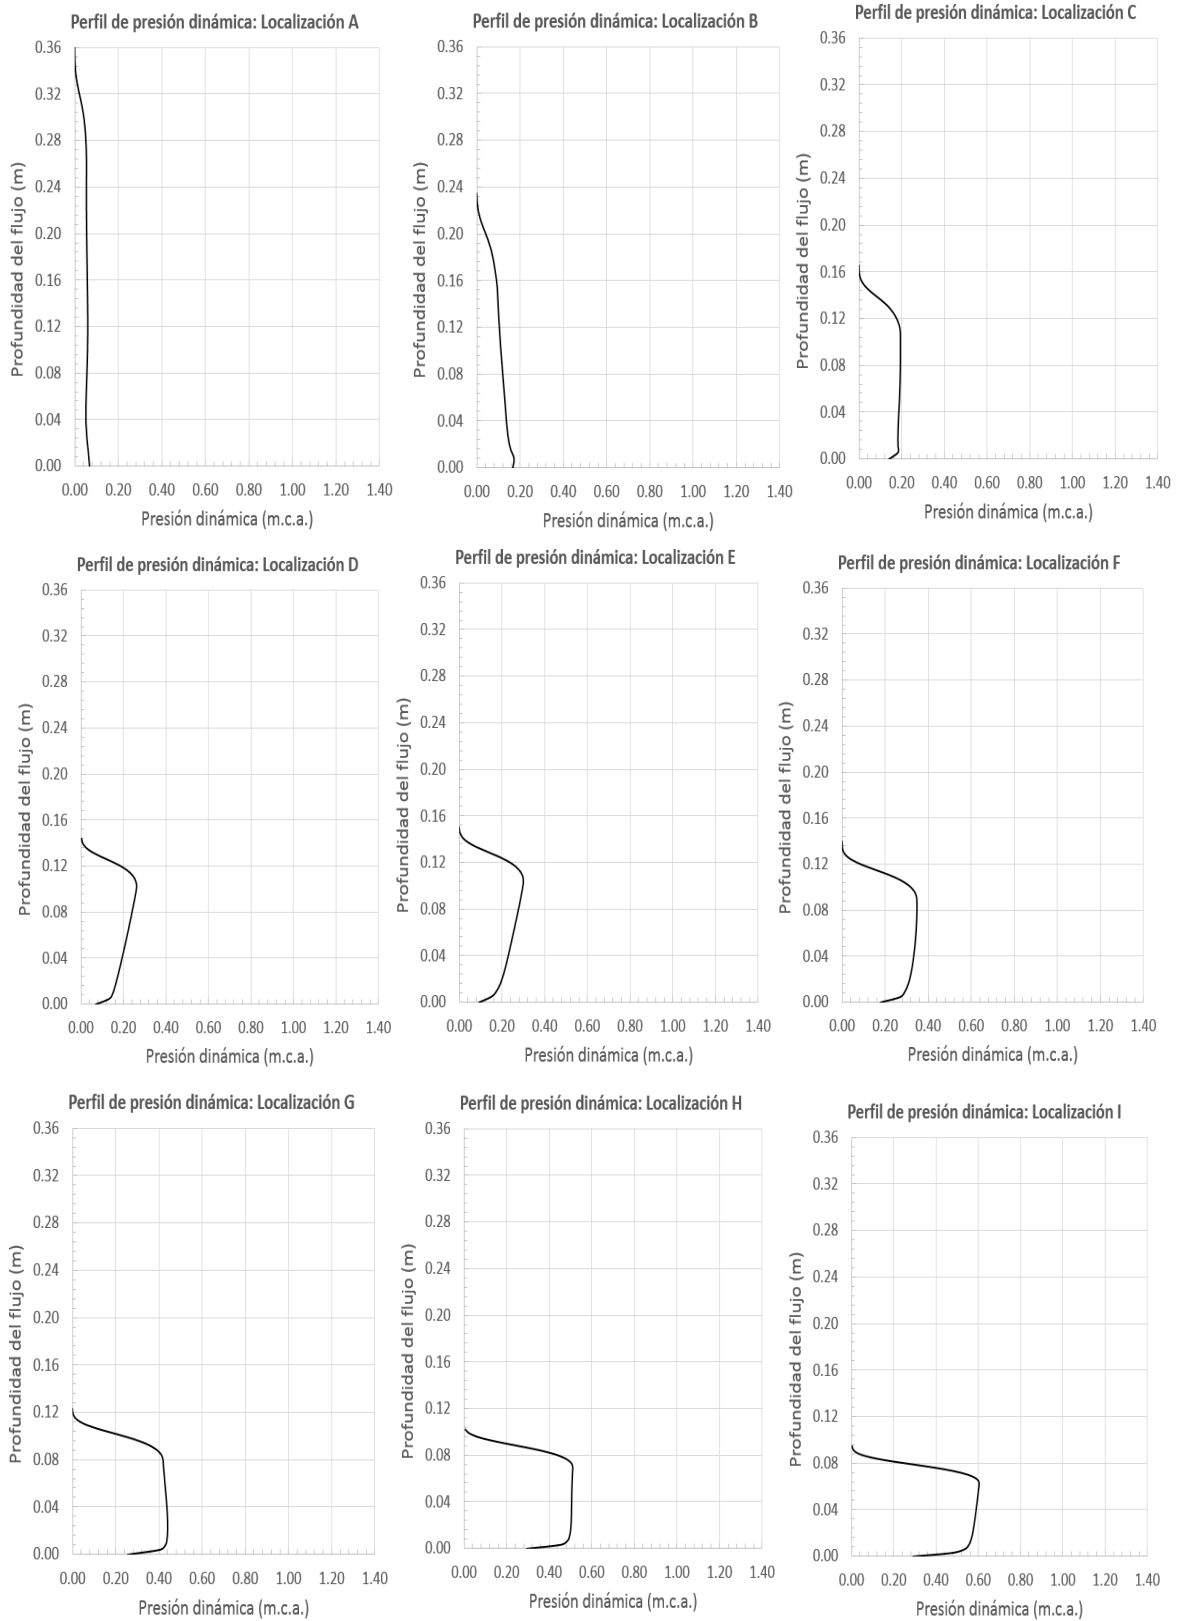 Perfil de presión dinámica: Localización A
0.36
0.32
0.28
0.24
0.20
0.16
0.12
0.08
0.04
0.00
Profundidad del flujo (m)
0.00 0.20 0.40 0.60 0.80 1.00 1.20 1.40
Presión dinámica (m.c.a.)
Perfil de presión dinámica: Localización B
0.36
0.32
0.28
0.24
0.20
0.16
0.12
0.08
0.04
0.00
Profundidad del flujo (m)
0.00 0.20 0.40 0.60 0.80 1.00 1.20 1.40
Presión dinámica (m.c.a.)
Perfil de presión dinámica: Localización C
0.36
0.32
0.28
0.24
0.20
0.16
0.12
0.08
0.04
0.00
Profundidad del flujo (m)
0.00 0.20 0.40 0.60 0.80 1.00 1.20 1.40
Presión dinámica (m.c.a.)
Perfil de presión dinámica: Localización D
0.36
0.32
0.28
0.24
0.20
0.16
0.12
0.08
0.04
0.00
Profundidad del flujo (m)
0.00 0.20 0.40 0.60 0.80 1.00 1.20 1.40
Presión dinámica (m.c.a.)
Perfil de presión dinámica: Localización E
0.36
0.32
0.28
0.24
0.20
0.16
0.12
0.08
0.04
0.00
Profundidad del flujo (m)
0.00 0.20 0.40 0.60 0.80 1.00 1.20 1.40
Presión dinámica (m.c.a.)
Perfil de presión dinámica: Localización F
0.36
0.32
0.28
0.24
0.20
0.16
0.12
0.08
0.04
0.00
Profundidad del flujo (m)
0.00 0.20 0.40 0.60 0.80 1.00 1.20 1.40
Presión dinámica (m.c.a.)
Perfil de presión dinámica: Localización G
0.36
0.32
0.28
0.24
0.20
0.16
0.12
0.08
0.04
0.00
Profundidad del flujo (m)
0.00 0.20 0.40 0.60 0.80 1.00 1.20 1.40
Presión dinámica (m.c.a.)
Perfil de presión dinámica: Localización H
0.36
0.32
0.28
0.24
0.20
0.16
0.12
0.08
0.04
0.00
Profundidad del flujo (m)
0.00 0.20 0.40 0.60 0.80 1.00 1.20 1.40
Presión dinámica (m.c.a.)
Perfil de presión dinámica: Localización I
0.36
0.32
0.28
0.24
0.20
0.16
0.12
0.08
0.04
0.00
Profundidad del flujo (m)
0.00 0.20 0.40 0.60 0.80 1.00 1.20 1.40
Presión dinámica (m.c.a.)